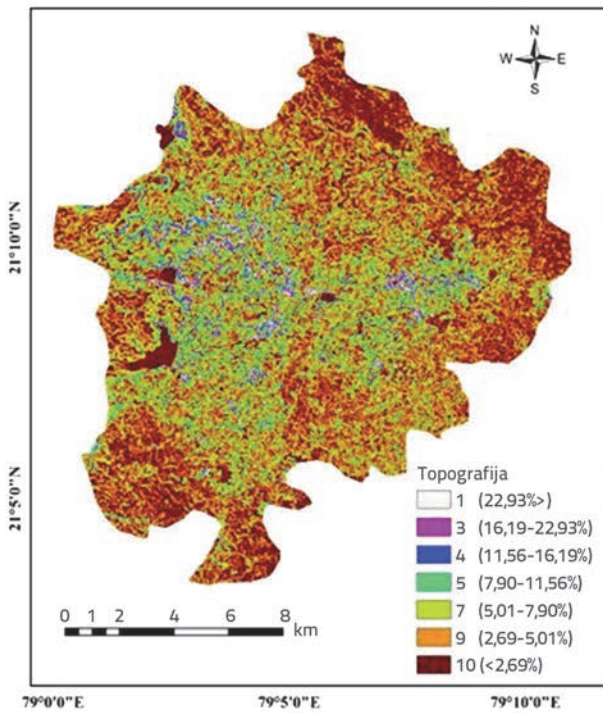 N
W E
S
21°10'0"N
21°5'0"N
Topografija
1 (22,93%>)
3 (16,19-22,93%)
4 (11,56-16,19%)
5 (7,90-11,56%)
7 (5,01-7,90%)
9 (2,69-5,01%)
10 (<2,69%)
0 1 2 4 6 8
km
79°0'0"E 79°5'0"E 79°10'0"E